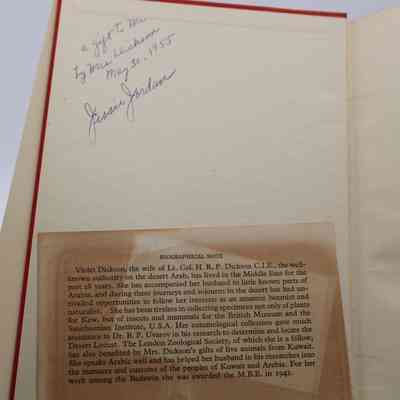 a gift to me
by Mrs. Dickson
May 30, 1955
Jessie Jordan
BIOGRAPHICAL NOTE
Violet Dickson, the wife of Lt. Col. H. R. P. Dickson C.I.E., the well-
known authority on the desert Arab, has lived in the Middle East for the
past 28 years. She has accompanied her husband to little known parts of
Arabia, and during these journeys and sojourns in the desert has had un-
rivalled opportunities to follow her interests as an amateur botanist and
naturalist. She has been tireless in collecting specimens not only of plants
for Kew, but of insects and mammals for the British Museum and the
Smithsonian Institute, U.S.A. Her entomological collections gave much
assistance to Dr. B. P. Uvarov in his research to determine and locate the
Desert Locust. The London Zoological Society, of which she is a fellow,
has also benefited by Mrs. Dickson's gifts of live animals from Kuwait.
She speaks Arabic well and has helped her husband in his researches into
the manners and customs of the peoples of Kuwait and Arabia. For her
work among the Badawin she was awarded the M.B.E. in 1942.